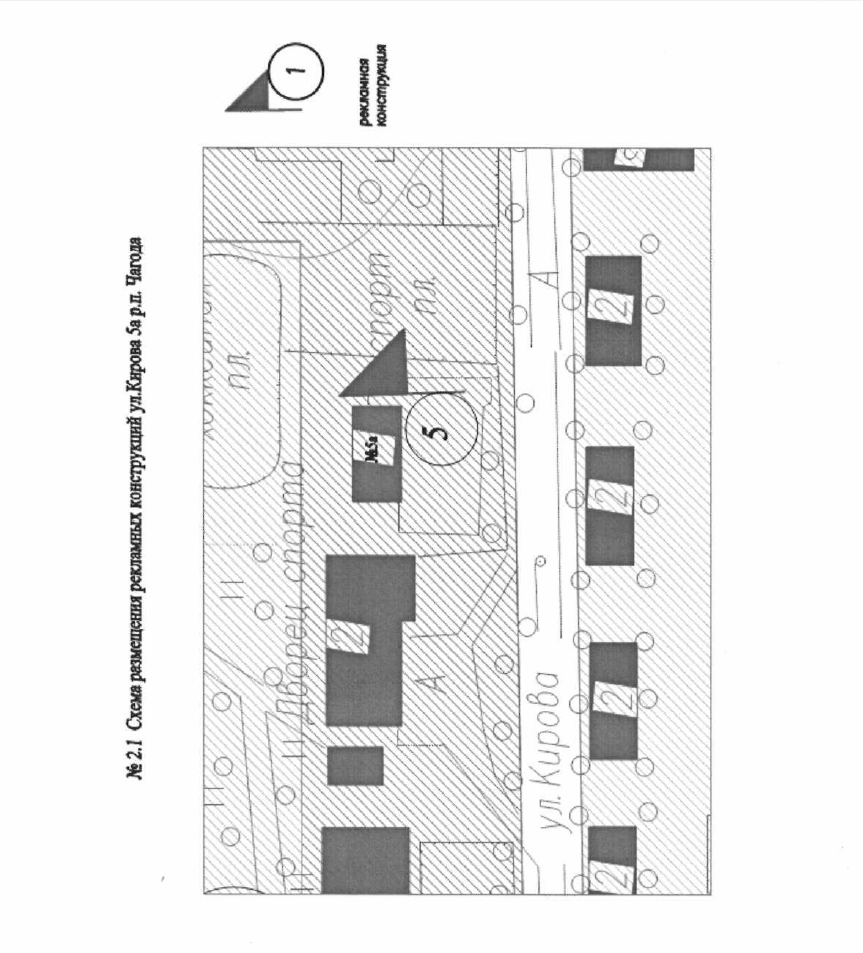 № 2.1 Схема размещения рекламных конструкций ул.Кирова 5а р.п. Чагода
1
рекламная
конструкция
пл.
спорт
пл.
Дворец спорта
№5а
5
2
А
А
ул. Кирова
2
2
2
2